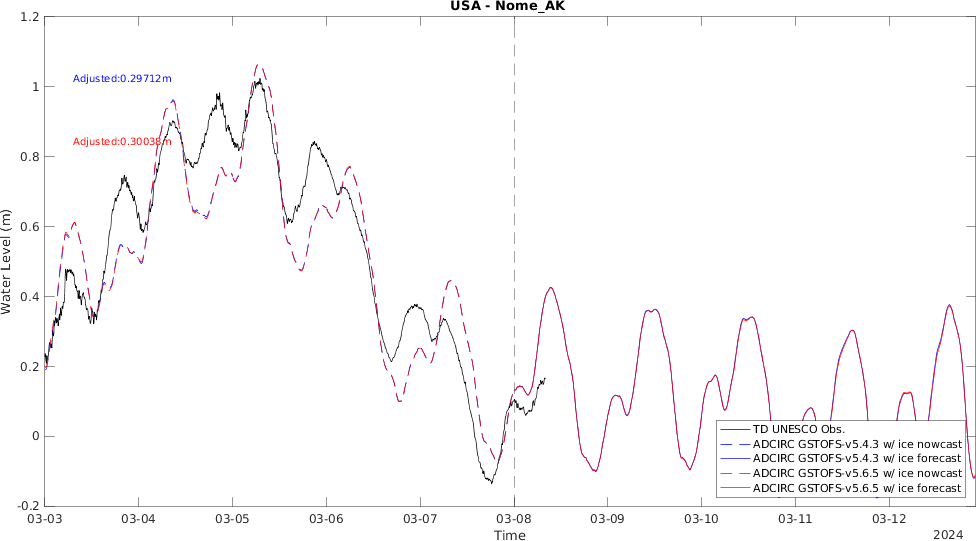 USA - Nome_AK
1.2
1
0.8
0.6
0.4
0.2
0
-0.2
Water Level (m)
Adjusted:0.29712m
Adjusted:0.30038m
TD UNESCO Obs.
ADCIRC GSTOFS-v5.4.3 w/ ice nowcast
ADCIRC GSTOFS-v5.4.3 w/ ice forecast
ADCIRC GSTOFS-v5.6.5 w/ ice nowcast
ADCIRC GSTOFS-v5.6.5 w/ ice forecast
03-03 03-04 03-05 03-06 03-07 03-08 03-09 03-10 03-11 03-12
Time
2024